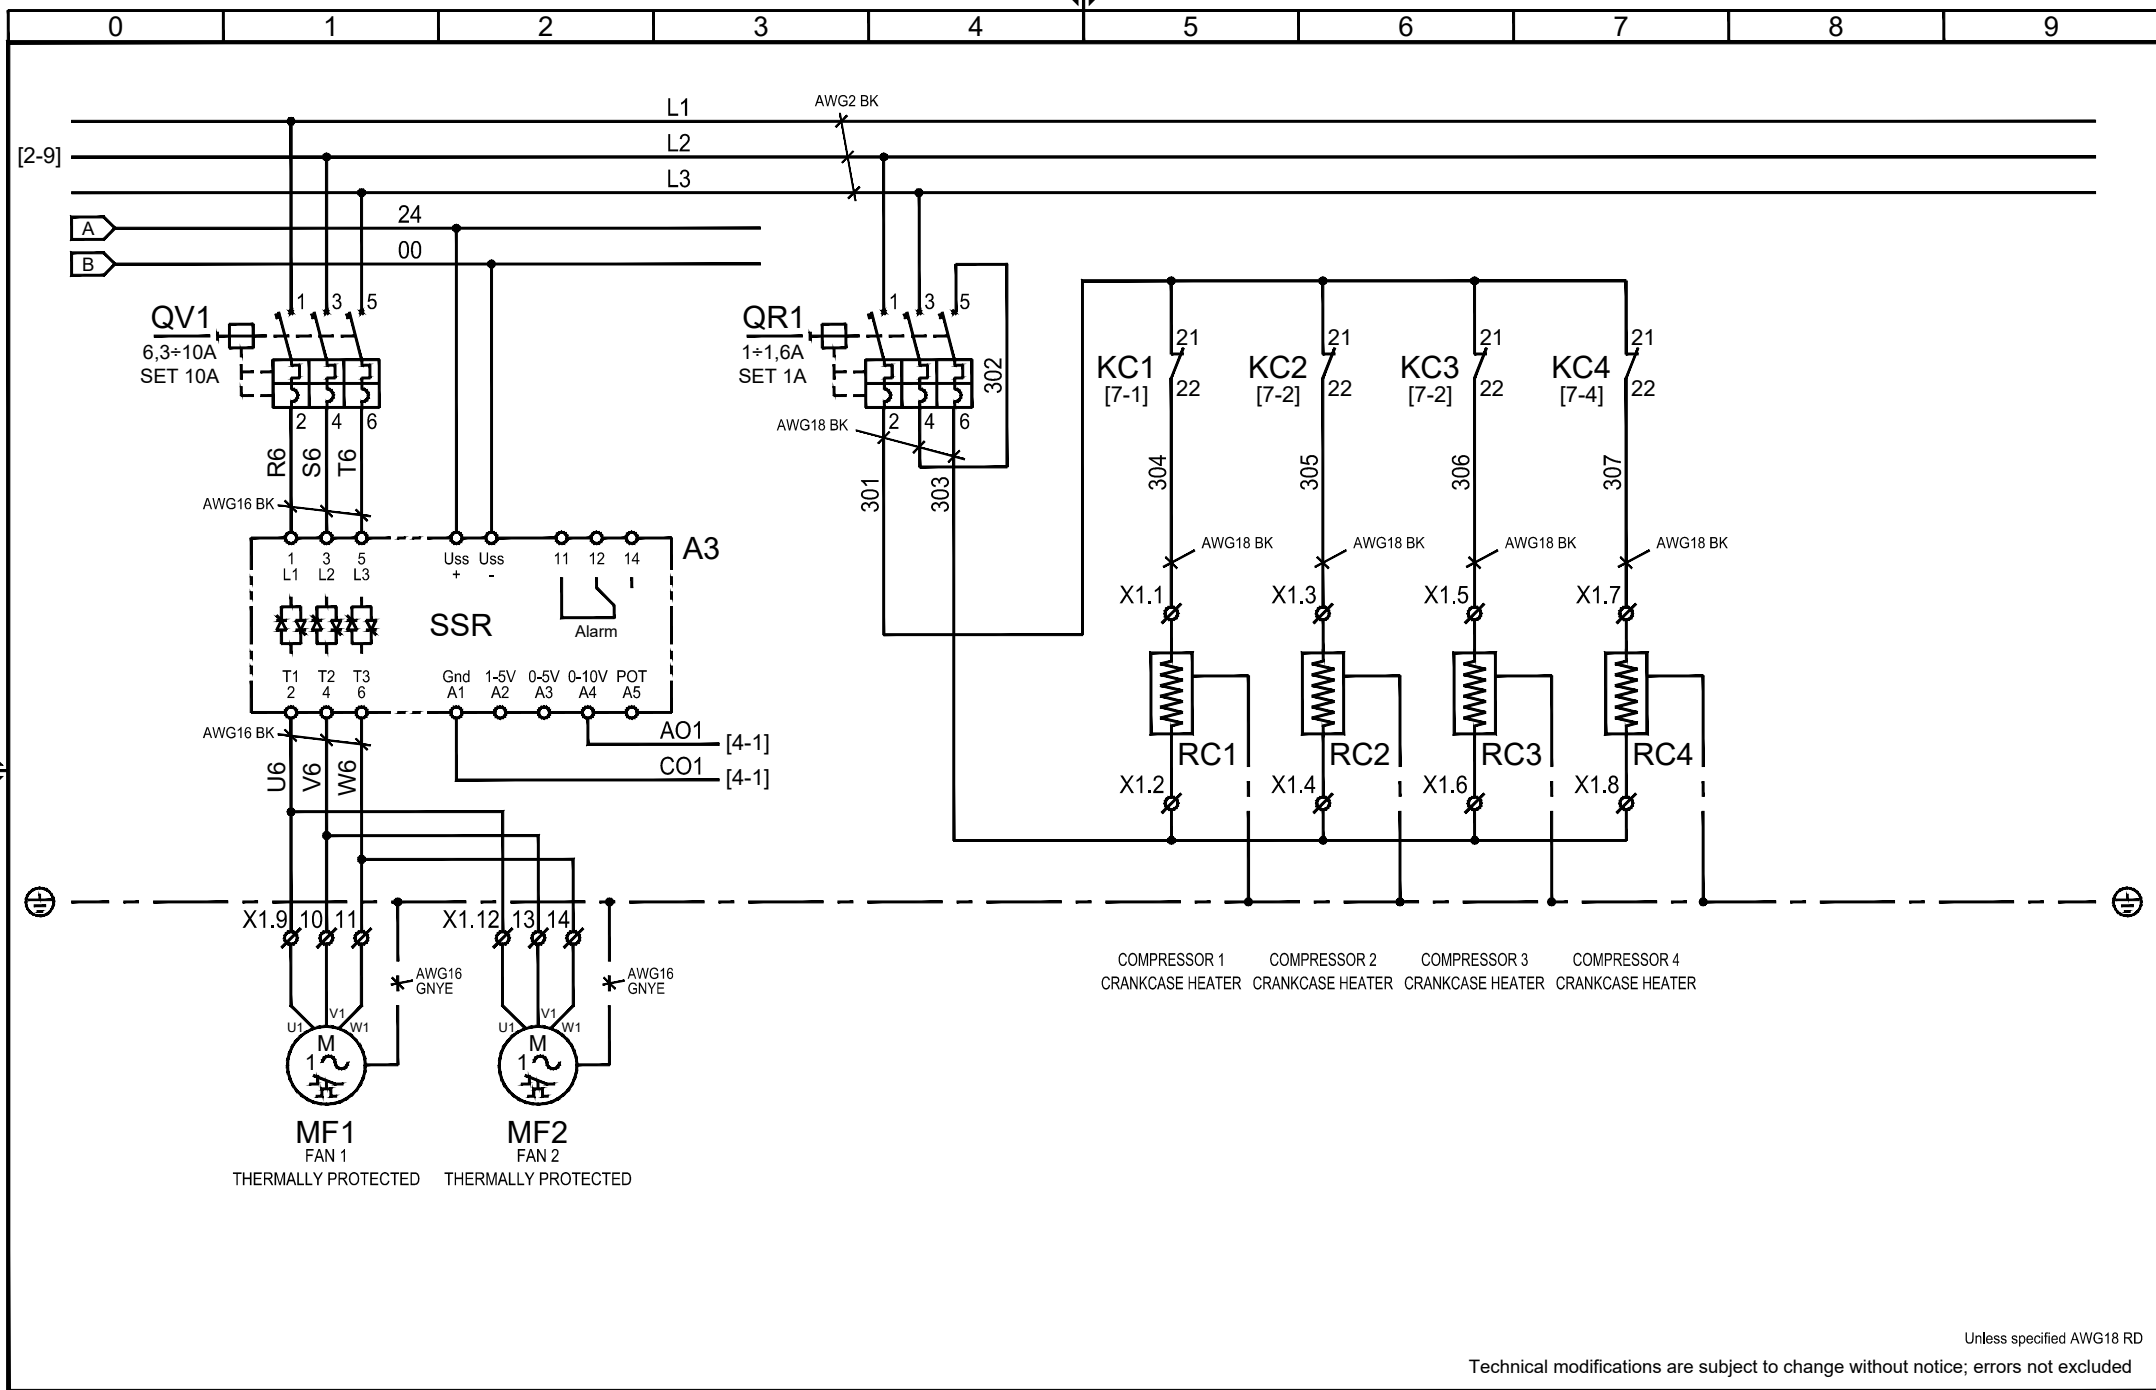 0 1 2 3 4 5 6 7 8 9
L1 AWG2 BK
[2-9] L2
L3
A 24
B 00
1 3 5
QV1
6,3÷10A
SET 10A
2 4 6
R6 S6 T6
AWG16 BK
1 3 5
QR1
1÷1,6A
SET 1A
302
AWG18 BK
2 4 6
301 303
21 21 21 21
KC1 KC2 KC3 KC4
[7-1] [7-2] [7-2] [7-4]
22 22 22 22
304 305 306 307
AWG18 BK AWG18 BK AWG18 BK AWG18 BK
X1.1 X1.3 X1.5 X1.7
RC1 RC2 RC3 RC4
X1.2 X1.4 X1.6 X1.8
A3
1 3 5 Uss Uss 11 12 14
L1 L2 L3 + -
SSR
Alarm
T1 T2 T3 Gnd 1-5V 0-5V 0-10V POT
2 4 6 A1 A2 A3 A4 A5
AWG16 BK
AO1 [4-1]
CO1 [4-1]
U6 V6 W6
X1.9 10 11 X1.12 13 14
AWG16
GNYE
AWG16
GNYE
U1 V1 W1 U1 V1 W1
M M
1 1
MF1
FAN 1
THERMALLY PROTECTED
MF2
FAN 2
THERMALLY PROTECTED
COMPRESSOR 1
CRANKCASE HEATER
COMPRESSOR 2
CRANKCASE HEATER
COMPRESSOR 3
CRANKCASE HEATER
COMPRESSOR 4
CRANKCASE HEATER
Unless specified AWG18 RD
Technical modifications are subject to change without notice; errors not excluded